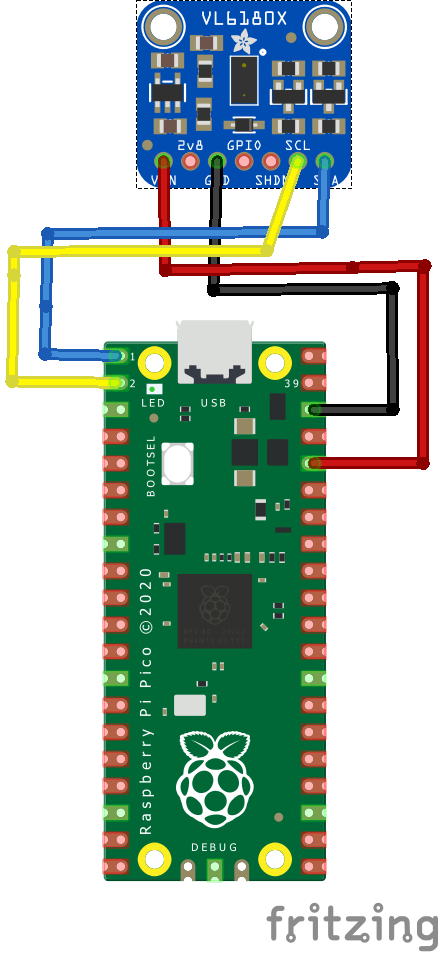 VL6180X
2v8 GPIO SCL
VIN GND SHDN SDA
1
2 39
LED USB
BOOTSEL
Raspberry Pi Pico ©2020
DEBUG
fritzing